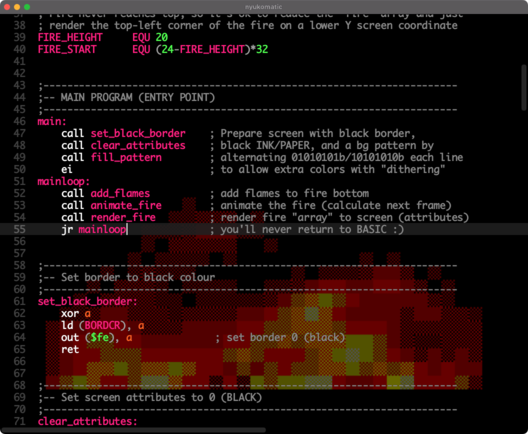 nyukomatic
37 ; Fire never reaches top, so it's ok to reduce the "fire" array and just
38 ; render the top-left corner of the fire on a lower Y screen coordinate
39 FIRE_HEIGHT EQU 20
40 FIRE_START EQU (24-FIRE_HEIGHT)*32
41
42
43 ;---------------------------------------------------------------------
44 ;-- MAIN PROGRAM (ENTRY POINT)
45 ;---------------------------------------------------------------------
46 main:
47 call set_black_border ; Prepare screen with black border,
48 call clear_attributes ; black INK/PAPER, and a bg pattern by
49 call fill_pattern ; alternating 01010101b/10101010b each line
50 ei ; to allow extra colors with "dithering"
51 mainloop:
52 call add_flames ; add flames to fire bottom
53 call animate_fire ; animate the fire (calculate next frame)
54 call render_fire ; render fire "array" to screen (attributes)
55 jr mainloop ; you'll never return to BASIC :)
56
57
58 ;---------------------------------------------------------------------
59 ;-- Set border to black colour
60 ;---------------------------------------------------------------------
61 set_black_border:
62 xor a
63 ld (BORDCR), a
64 out ($fe), a ; set border 0 (black)
65 ret
66
67
68 ;---------------------------------------------------------------------
69 ;-- Set screen attributes to 0 (BLACK)
70 ;---------------------------------------------------------------------
71 clear_attributes: